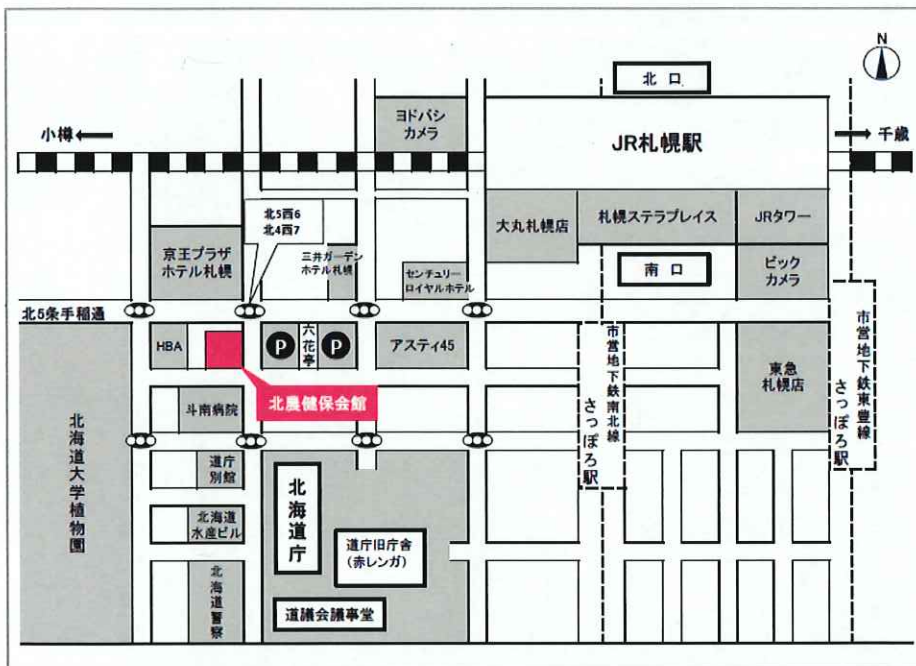 N
北口
ヨドバシ
カメラ
小樽
JR札幌駅
千歳
北5西6
北4西7
大丸札幌店
札幌ステラプレイス
JRタワー
京王プラザ
ホテル札幌
三井ガーデン
ホテル札幌
センチュリー
ロイヤルホテル
南口
ビック
カメラ
北5条手稲通
HBA
P
六花亭
P
アスティ45
市営地下鉄南北線
さっぽろ駅
東急
札幌店
市営地下鉄東豊線
さっぽろ駅
北農健保会館
斗南病院
北海道大学植物園
道庁
別館
北海道
水産ビル
北海道警察
北海道庁
道庁旧庁舎
(赤レンガ)
道議会議事堂